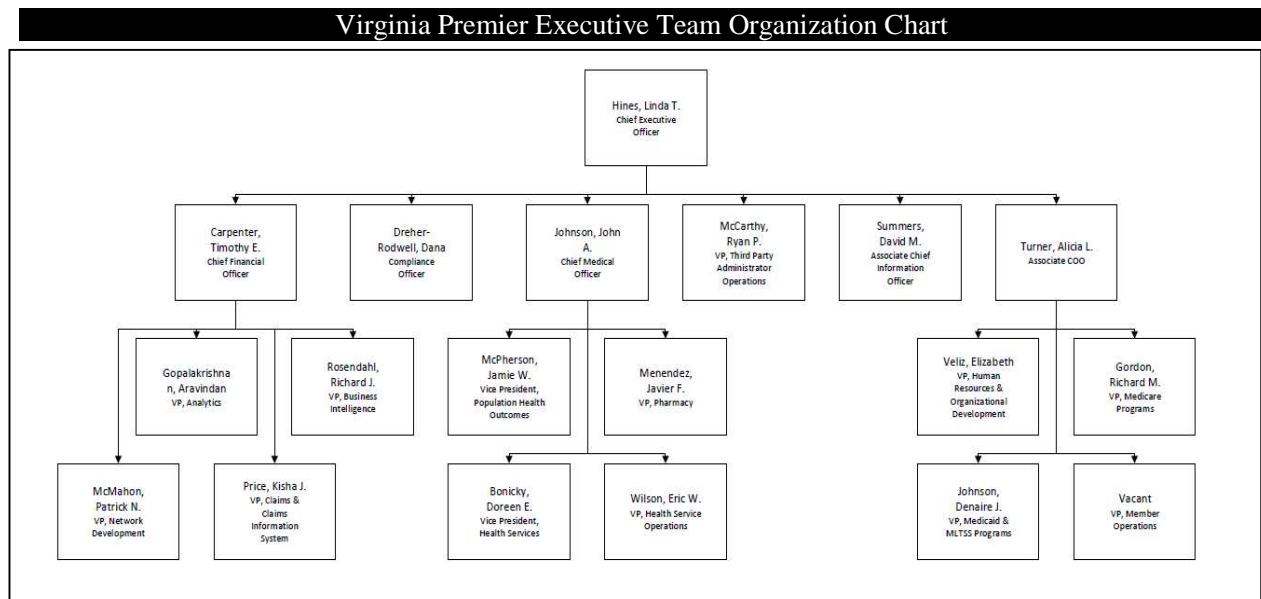 Virginia Premier Executive Team Organization Chart
Hines, Linda T.
Chief Executive
Officer
Carpenter,
Timothy E.
Chief Financial
Officer
Dreher-
Rodwell, Dana
Compliance
Officer
Johnson, John
A.
Chief Medical
Officer
McCarthy,
Ryan P.
VP, Third Party
Administrator
Operations
Summers,
David M.
Associate Chief
Information
Officer
Turner, Alicia L.
Associate COO
Gopalakrishna
n, Aravindan
VP, Analytics
Rosendahl,
Richard J.
VP, Business
Intelligence
McPherson,
Jamie W.
Vice President,
Population Health
Outcomes
Menendez,
Javier F.
VP, Pharmacy
Veliz, Elizabeth
VP, Human
Resources &
Organizational
Development
Gordon,
Richard M.
VP, Medicare
Programs
McMahon,
Patrick N.
VP, Network
Development
Price, Kisha J.
VP, Claims &
Claims
Information
System
Bonicky,
Doreen E.
Vice President,
Health Services
Wilson, Eric W.
VP, Health Service
Operations
Johnson,
Denaire J.
VP, Medicaid &
MLTSS Programs
Vacant
VP, Member
Operations